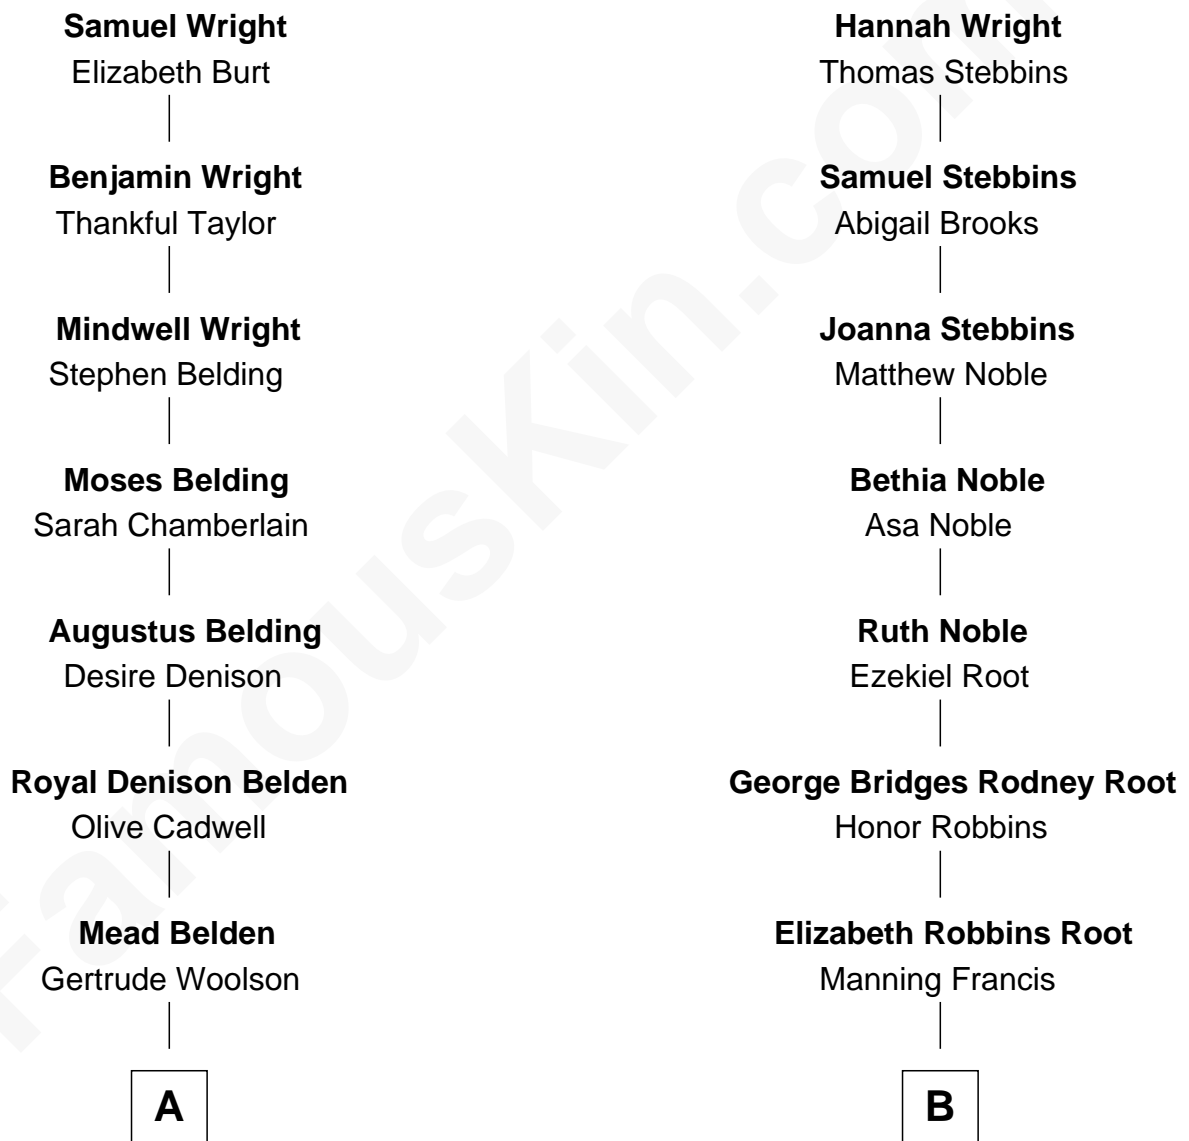 Samuel Wright
Elizabeth Burt
Benjamin Wright
Thankful Taylor
Mindwell Wright
Stephen Belding
Moses Belding
Sarah Chamberlain
Augustus Belding
Desire Denison
Royal Denison Belden
Olive Cadwell
Mead Belden
Gertrude Woolson
A
Hannah Wright
Thomas Stebbins
Samuel Stebbins
Abigail Brooks
Joanna Stebbins
Matthew Noble
Bethia Noble
Asa Noble
Ruth Noble
Ezekiel Root
George Bridges Rodney Root
Honor Robbins
Elizabeth Robbins Root
Manning Francis
B
FamousKin.com